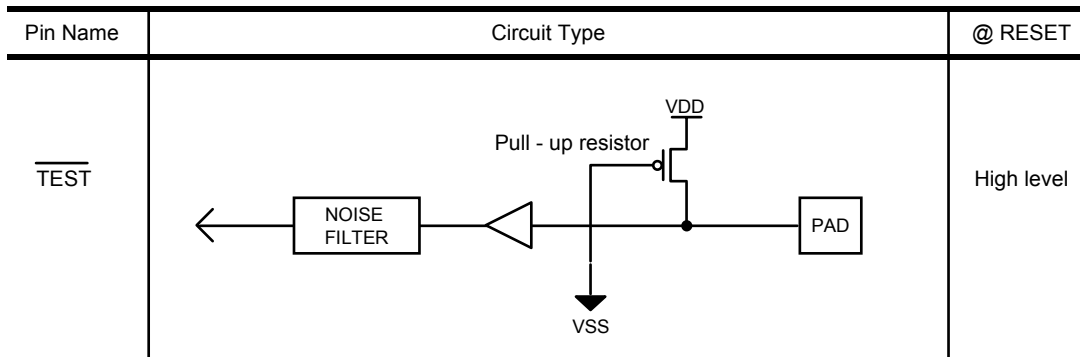 Pin Name
Circuit Type
@ RESET
TEST
VDD
Pull - up resistor
High level
NOISE
FILTER
PAD
VSS